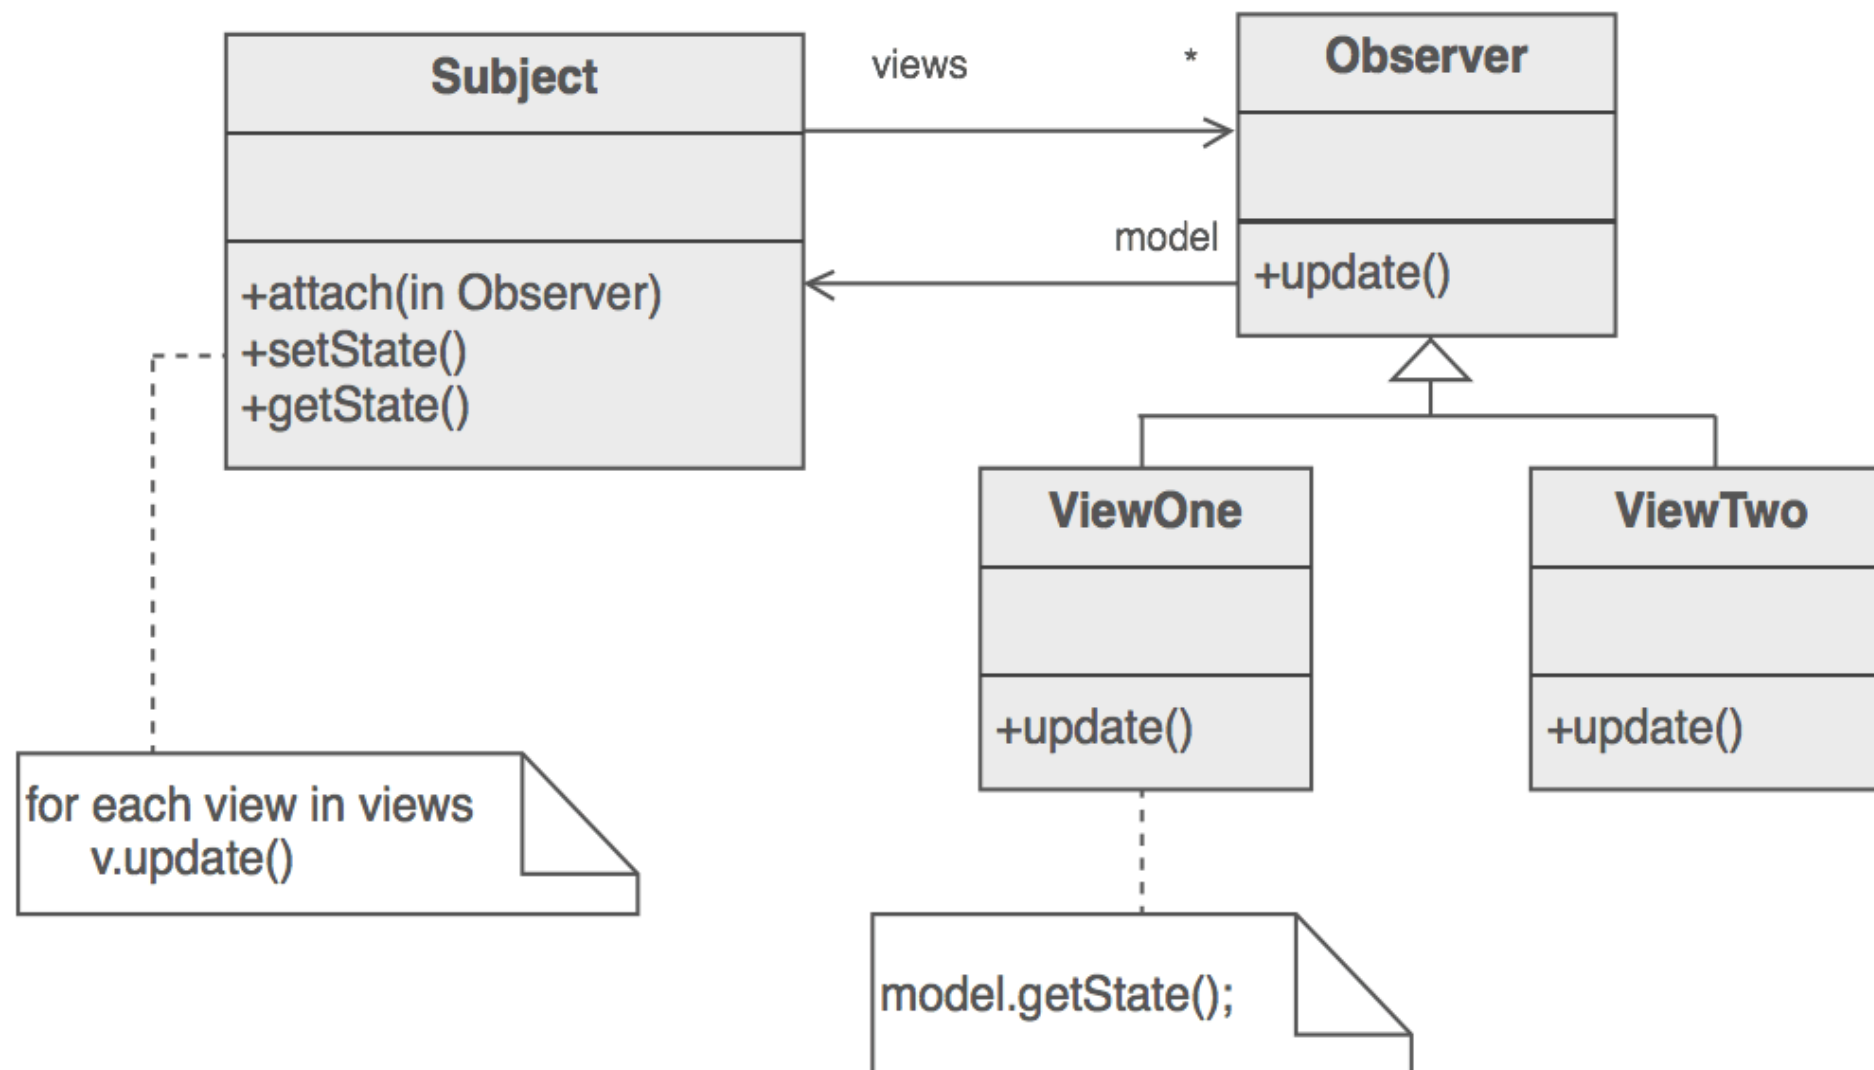 Subject
+attach(in Observer)
+setState()
+getState()
views *
model
Observer
+update()
ViewOne
+update()
ViewTwo
+update()
for each view in views
v.update()
model.getState();